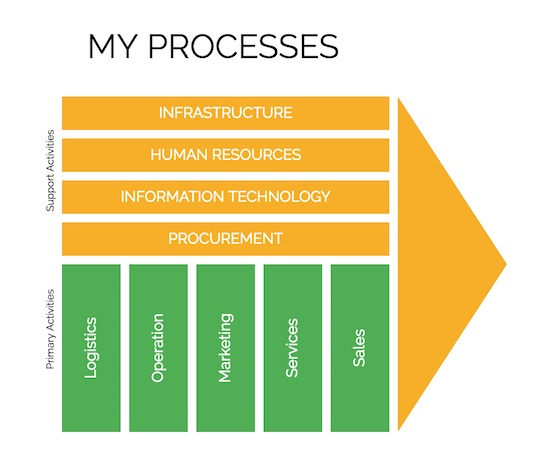 MY PROCESSES
Support Activities
INFRASTRUCTURE
HUMAN RESOURCES
INFORMATION TECHNOLOGY
PROCUREMENT
Primary Activities
Logistics
Operation
Marketing
Services
Sales